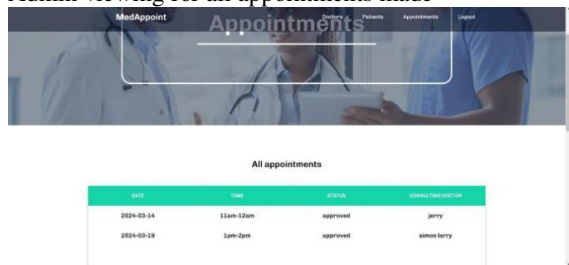 Admin viewing for all appointments made
MedAppoint Doctors Patients Appointments Logout
Appointments
All appointments
DATE TIME STATUS CONSULTING DOCTOR
2024-03-14 11am-12am approved jerry
2024-03-19 1pm-2pm approved simon larry